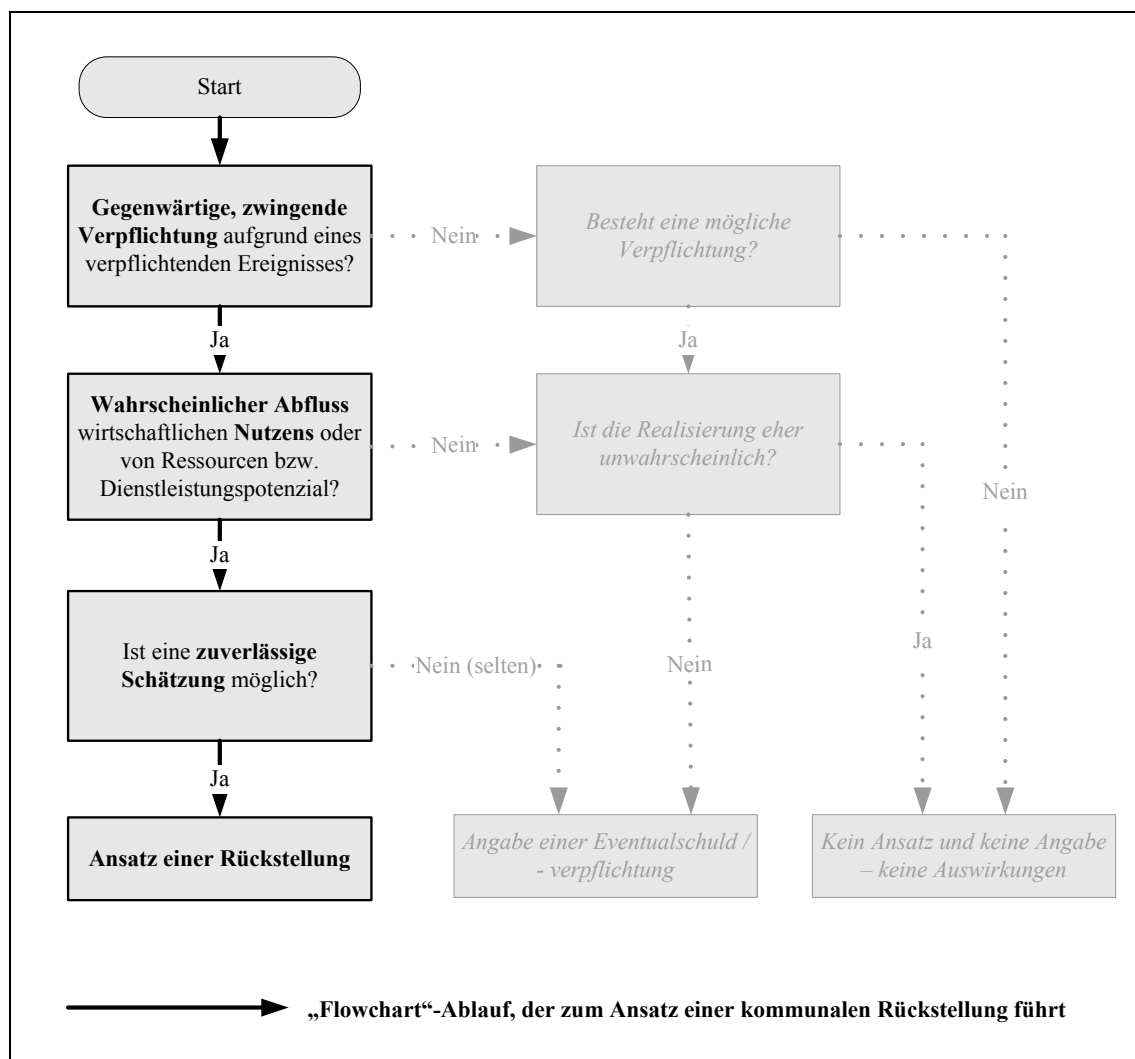 Start
Gegenwärtige, zwingende
Verpflichtung aufgrund eines
verpflichtenden Ereignisses?
Nein
Besteht eine mögliche
Verpflichtung?
Ja
Ja
Wahrscheinlicher Abfluss
wirtschaftlichen Nutzens oder
von Ressourcen bzw.
Dienstleistungspotenzial?
Nein
Ist die Realisierung eher
unwahrscheinlich?
Nein
Ja
Ist eine zuverlässige
Schätzung möglich?
Nein (selten)
Nein
Ja
Ja
Ansatz einer Rückstellung
Angabe einer Eventualschuld /
- verpflichtung
Kein Ansatz und keine Angabe
– keine Auswirkungen
„Flowchart“-Ablauf, der zum Ansatz einer kommunalen Rückstellung führt